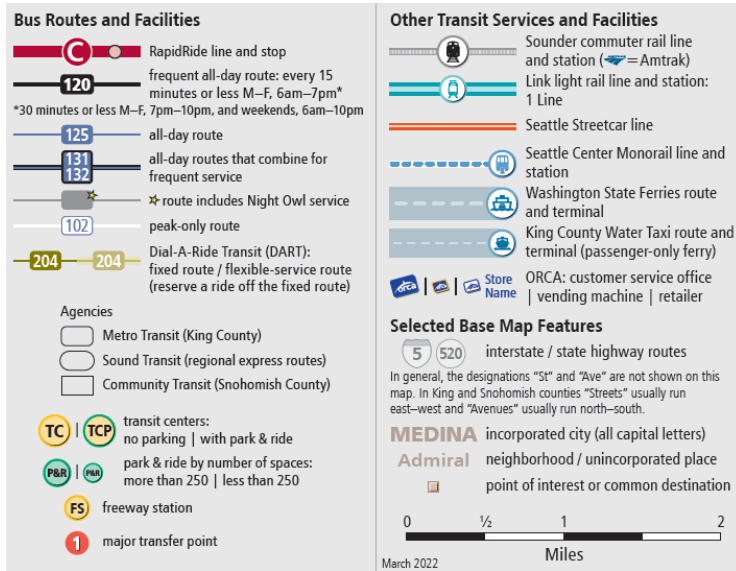 Bus Routes and Facilities
C
RapidRide line and stop
120
frequent all-day route: every 15
minutes or less M–F, 6am–7pm*
*30 minutes or less M–F, 7pm–10pm, and weekends, 6am–10pm
125
all-day route
131
132
all-day routes that combine for
frequent service
route includes Night Owl service
102
peak-only route
204
204
Dial-A-Ride Transit (DART):
fixed route / flexible-service route
(reserve a ride off the fixed route)
Agencies
Metro Transit (King County)
Sound Transit (regional express routes)
Community Transit (Snohomish County)
TC | TCP
transit centers:
no parking | with park & ride
P&R | P&R
park & ride by number of spaces:
more than 250 | less than 250
FS
freeway station
1
major transfer point
Other Transit Services and Facilities
Sounder commuter rail line
and station ( = Amtrak)
Link light rail line and station:
1 Line
Seattle Streetcar line
Seattle Center Monorail line and
station
Washington State Ferries route
and terminal
King County Water Taxi route and
terminal (passenger-only ferry)
orca | | Store
Name
ORCA: customer service office
| vending machine | retailer
Selected Base Map Features
5 520
interstate / state highway routes
In general, the designations “St” and “Ave” are not shown on this
map. In King and Snohomish counties “Streets” usually run
east–west and “Avenues” usually run north–south.
MEDINA incorporated city (all capital letters)
Admiral neighborhood / unincorporated place
point of interest or common destination
0 ½ 1 2
Miles
March 2022